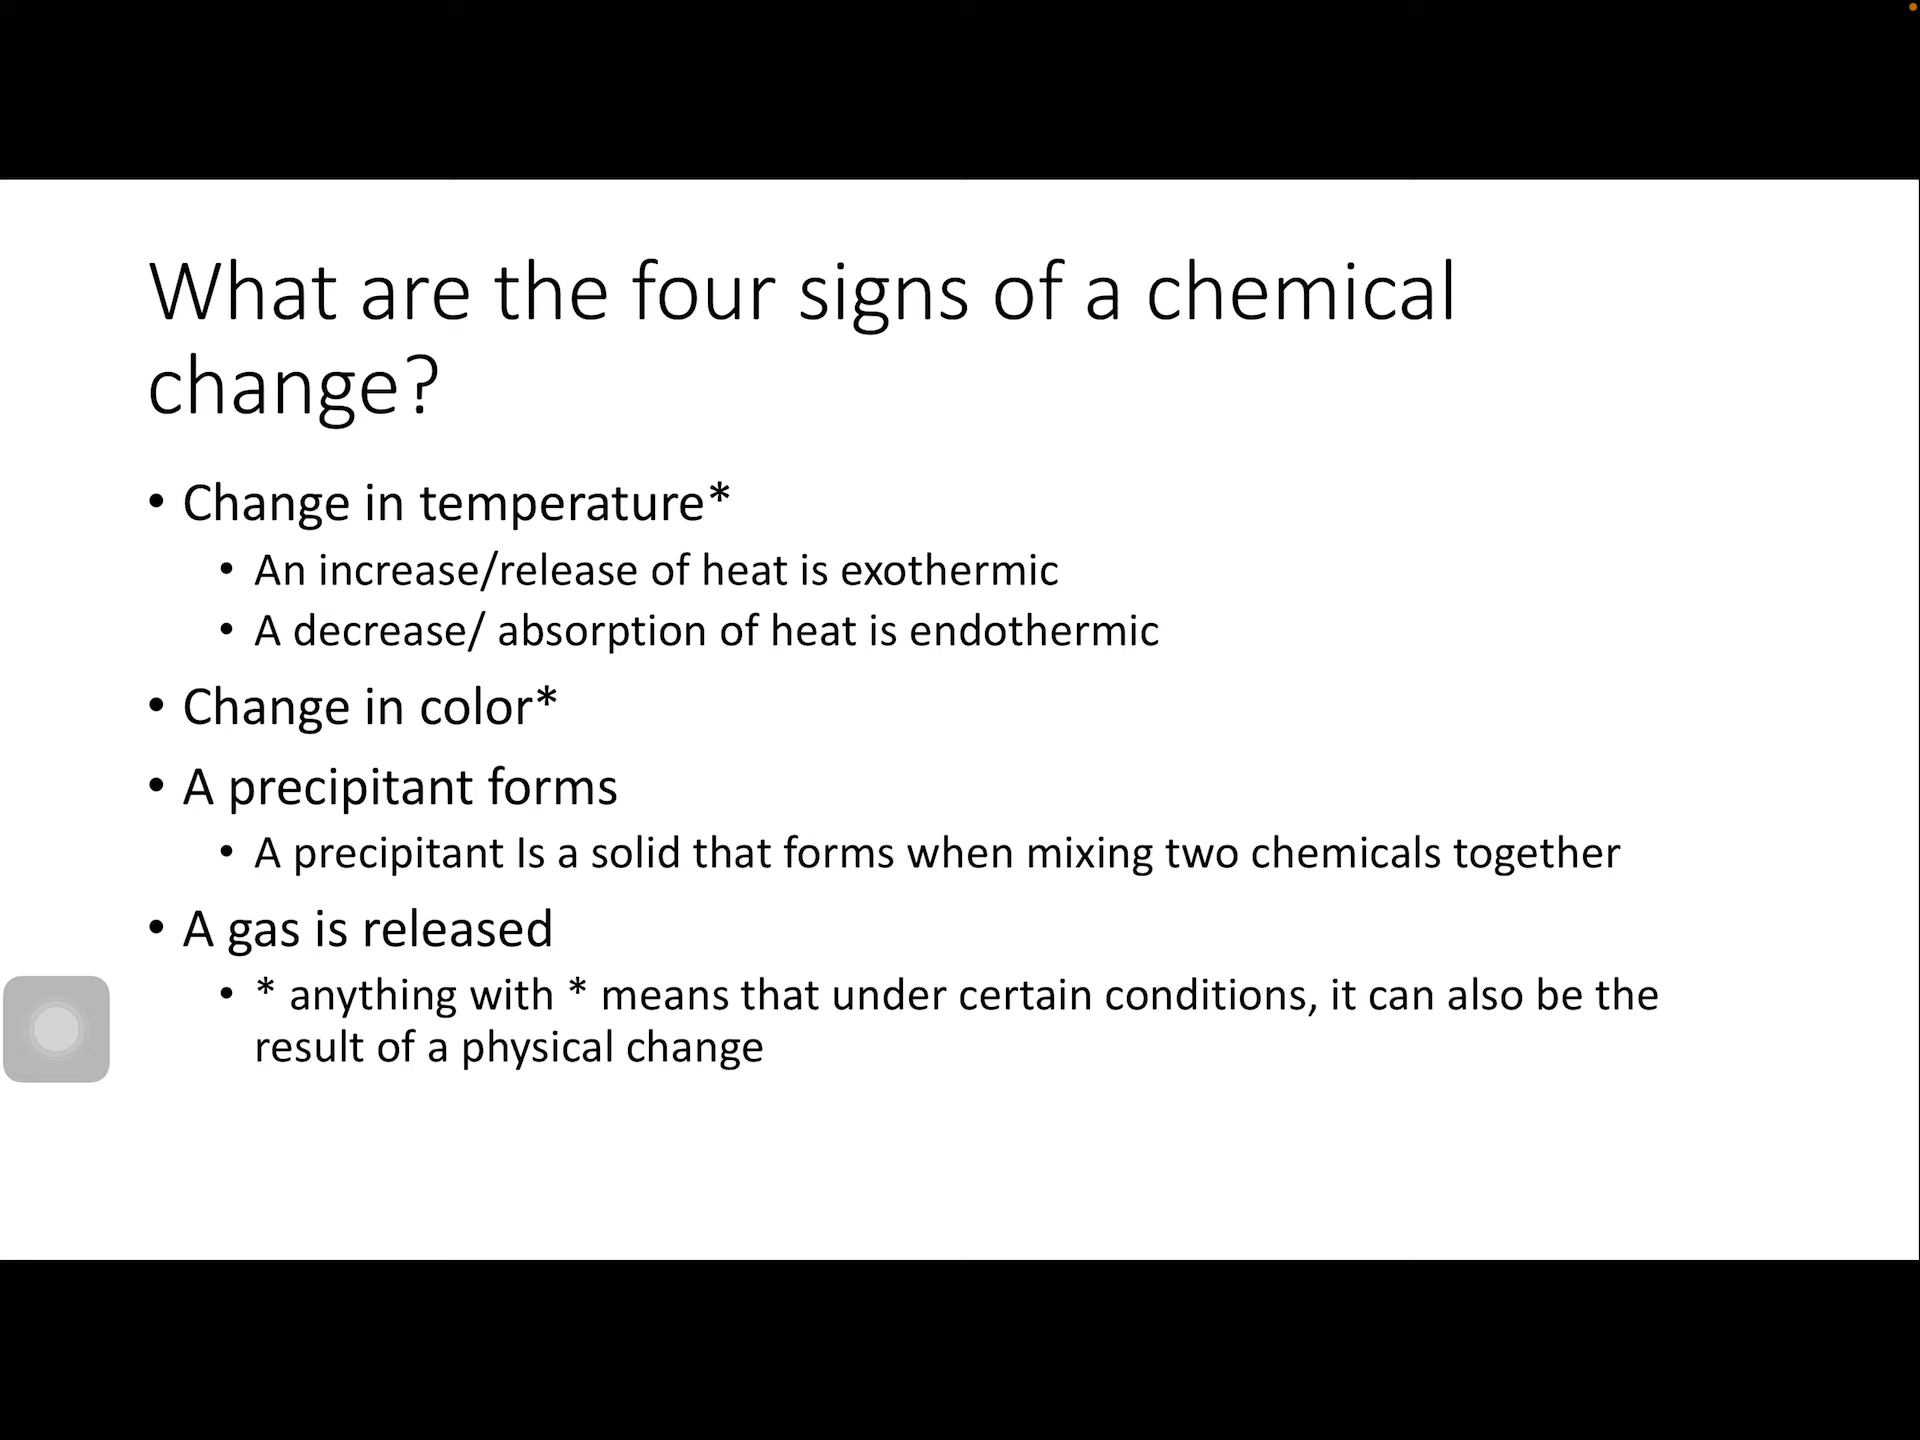 What are the four signs of a chemical
change?
• Change in temperature*
• An increase/release of heat is exothermic
• A decrease/ absorption of heat is endothermic
• Change in color*
• A precipitant forms
• A precipitant Is a solid that forms when mixing two chemicals together
• A gas is released
• * anything with * means that under certain conditions, it can also be the
result of a physical change